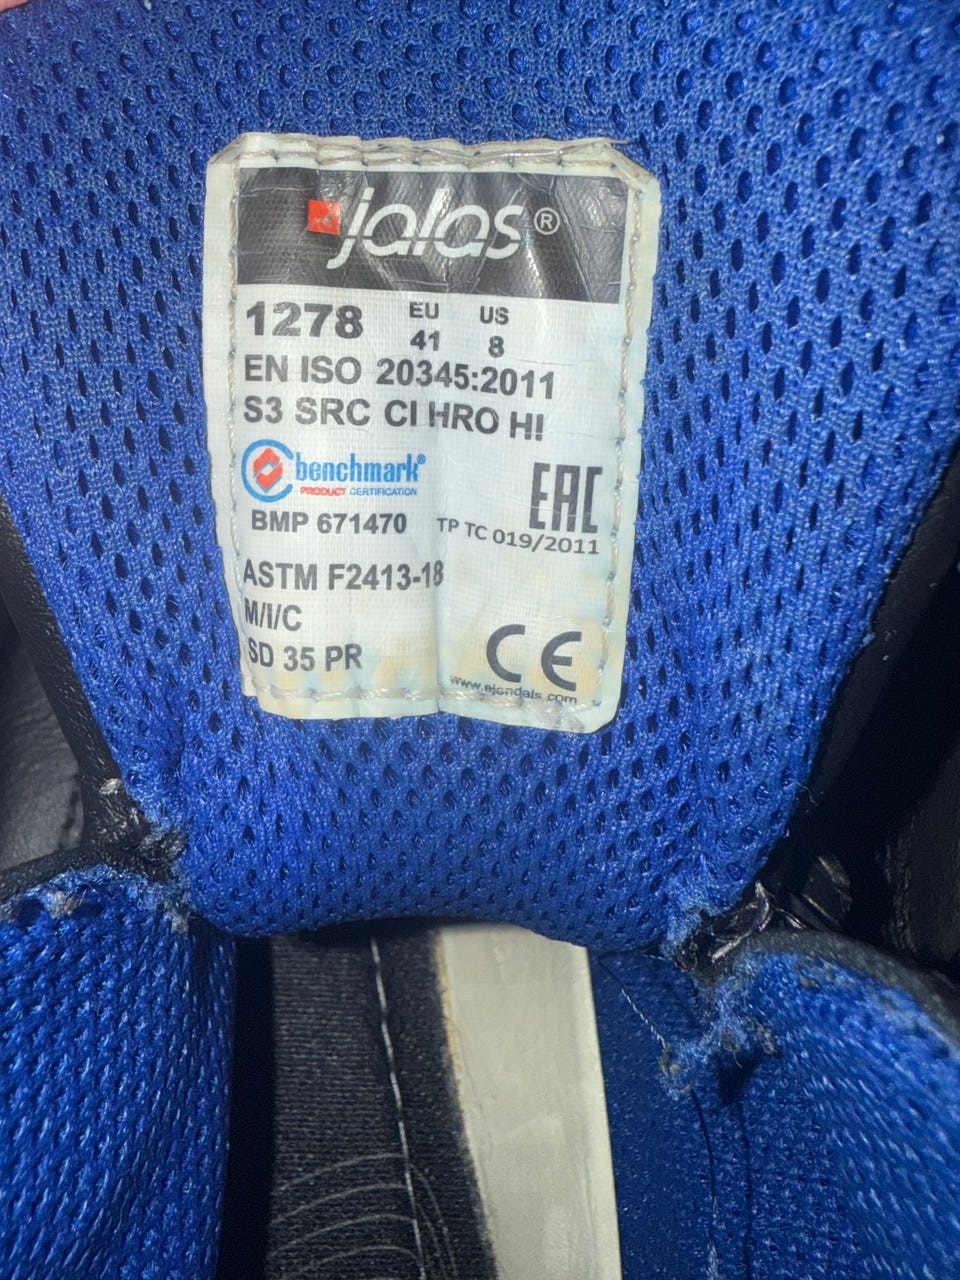 jalas®
1278 EU 41 US 8
EN ISO 20345:2011
S3 SRC CI HRO HI
benchmark®
PRODUCT CERTIFICATION
BMP 671470
EAC
TP TC 019/2011
ASTM F2413-18
M/I/C
SD 35 PR
CE
www.ejendals.com